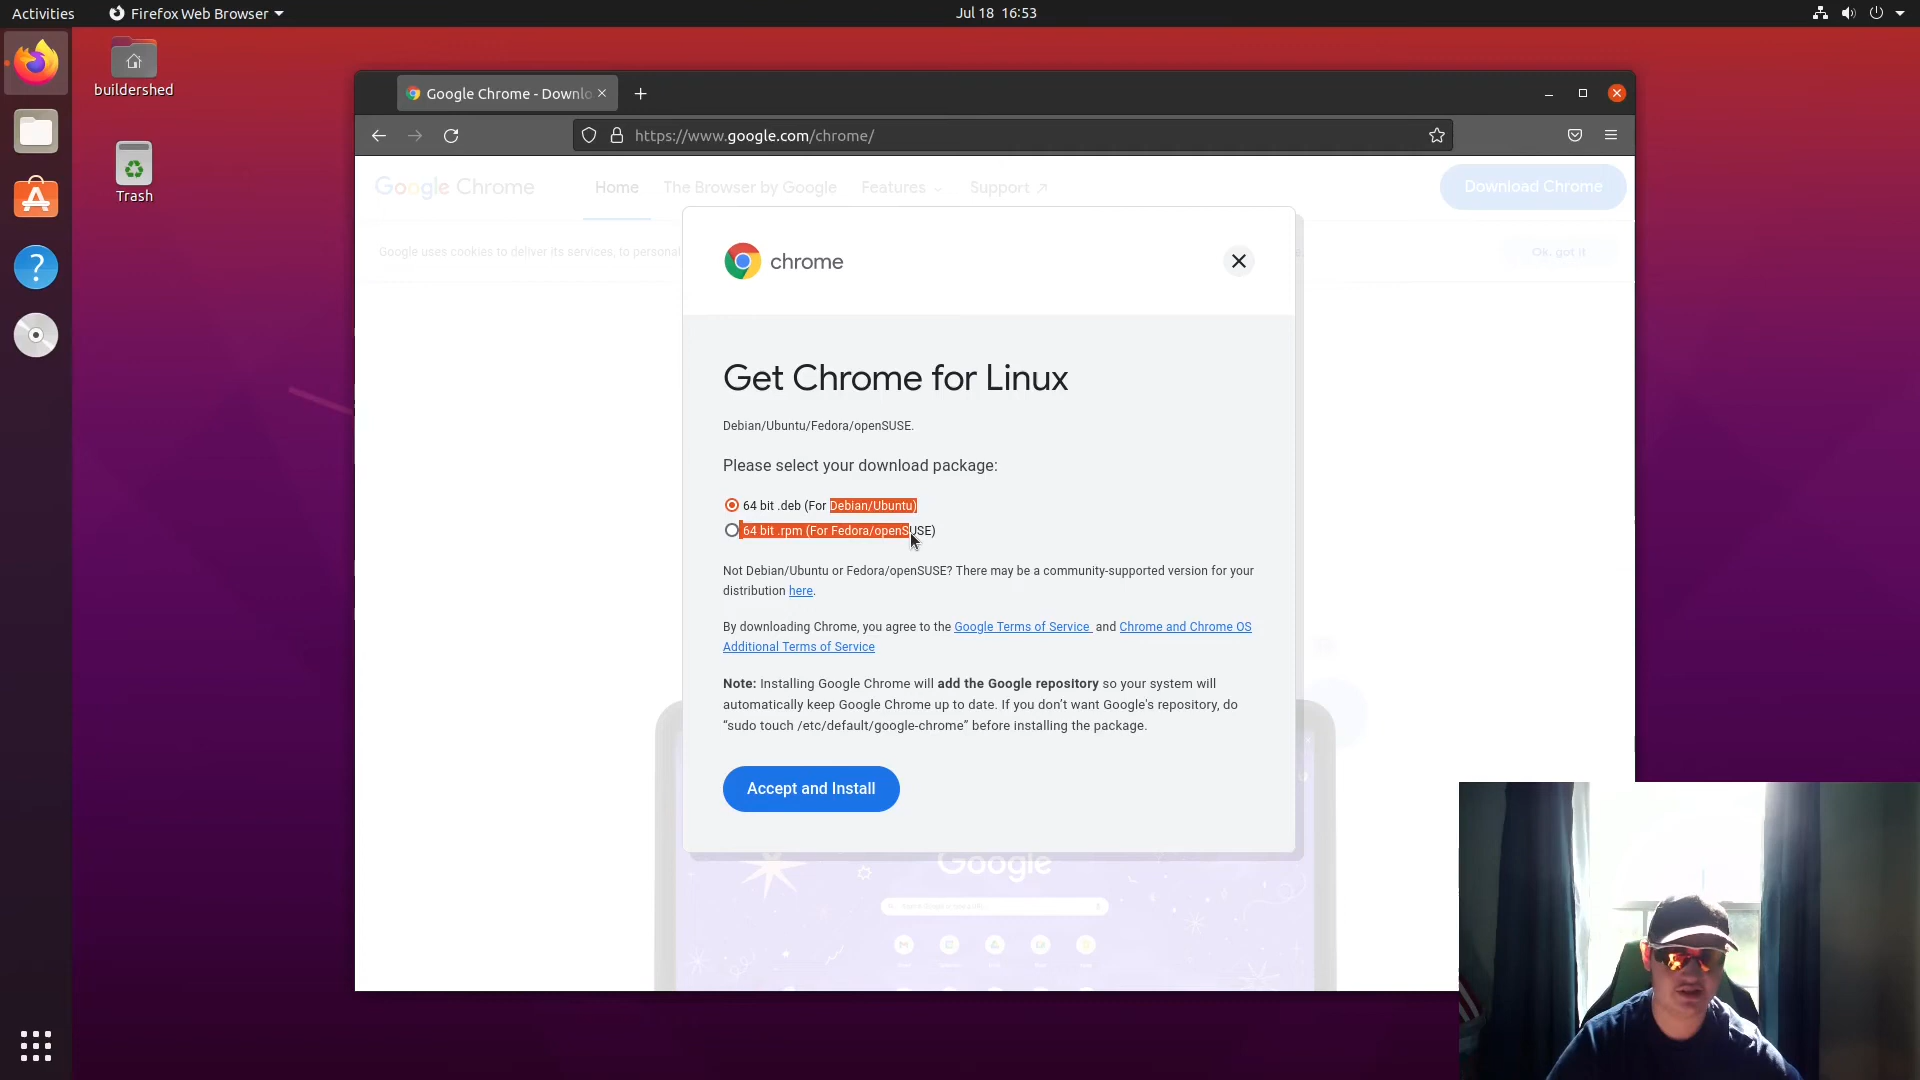 Activities
Firefox Web Browser
Jul 18 16:53
buildershed
Trash
Google Chrome - Downlo
https://www.google.com/chrome/
Google Chrome
Home
The Browser by Google
Features
Support
Download Chrome
Google uses cookies to deliver its services, to personal
Ok, got it
chrome
Get Chrome for Linux
Debian/Ubuntu/Fedora/openSUSE.
Please select your download package:
64 bit .deb (For Debian/Ubuntu)
64 bit .rpm (For Fedora/openSUSE)
Not Debian/Ubuntu or Fedora/openSUSE? There may be a community-supported version for your
distribution here.
By downloading Chrome, you agree to the Google Terms of Service and Chrome and Chrome OS
Additional Terms of Service
Note: Installing Google Chrome will add the Google repository so your system will
automatically keep Google Chrome up to date. If you don’t want Google's repository, do
“sudo touch /etc/default/google-chrome” before installing the package.
Accept and Install
Google